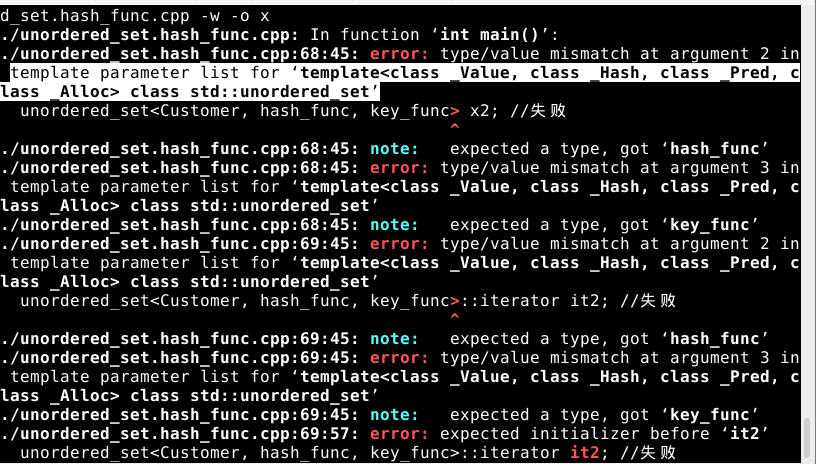 d_set.hash_func.cpp -w -o x
./unordered_set.hash_func.cpp: In function ‘int main()’:
./unordered_set.hash_func.cpp:68:45: error: type/value mismatch at argument 2 in
 template parameter list for ‘template<class _Value, class _Hash, class _Pred, c
lass _Alloc> class std::unordered_set’
  unordered_set<Customer, hash_func, key_func> x2; //失败
                                             ^
./unordered_set.hash_func.cpp:68:45: note:   expected a type, got ‘hash_func’
./unordered_set.hash_func.cpp:68:45: error: type/value mismatch at argument 3 in
 template parameter list for ‘template<class _Value, class _Hash, class _Pred, c
lass _Alloc> class std::unordered_set’
./unordered_set.hash_func.cpp:68:45: note:   expected a type, got ‘key_func’
./unordered_set.hash_func.cpp:69:45: error: type/value mismatch at argument 2 in
 template parameter list for ‘template<class _Value, class _Hash, class _Pred, c
lass _Alloc> class std::unordered_set’
  unordered_set<Customer, hash_func, key_func>::iterator it2; //失败
                                             ^
./unordered_set.hash_func.cpp:69:45: note:   expected a type, got ‘hash_func’
./unordered_set.hash_func.cpp:69:45: error: type/value mismatch at argument 3 in
 template parameter list for ‘template<class _Value, class _Hash, class _Pred, c
lass _Alloc> class std::unordered_set’
./unordered_set.hash_func.cpp:69:45: note:   expected a type, got ‘key_func’
./unordered_set.hash_func.cpp:69:57: error: expected initializer before ‘it2’
  unordered_set<Customer, hash_func, key_func>::iterator it2; //失败